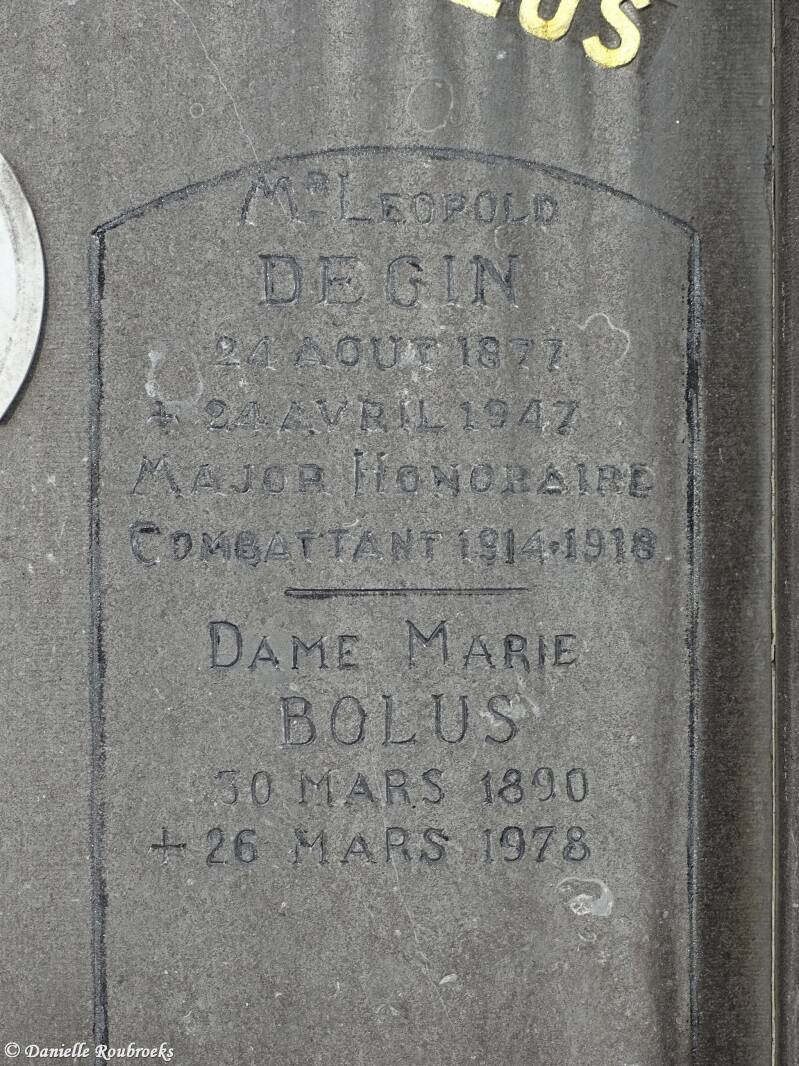 LUS
MR LEOPOLD
DEGIN
24 AOUT 1877
+ 24 AVRIL 1947
MAJOR HONORAIRE
COMBATTANT 1914-1918
DAME MARIE
BOLUS
30 MARS 1890
+ 26 MARS 1978
© Danielle Roubroeks